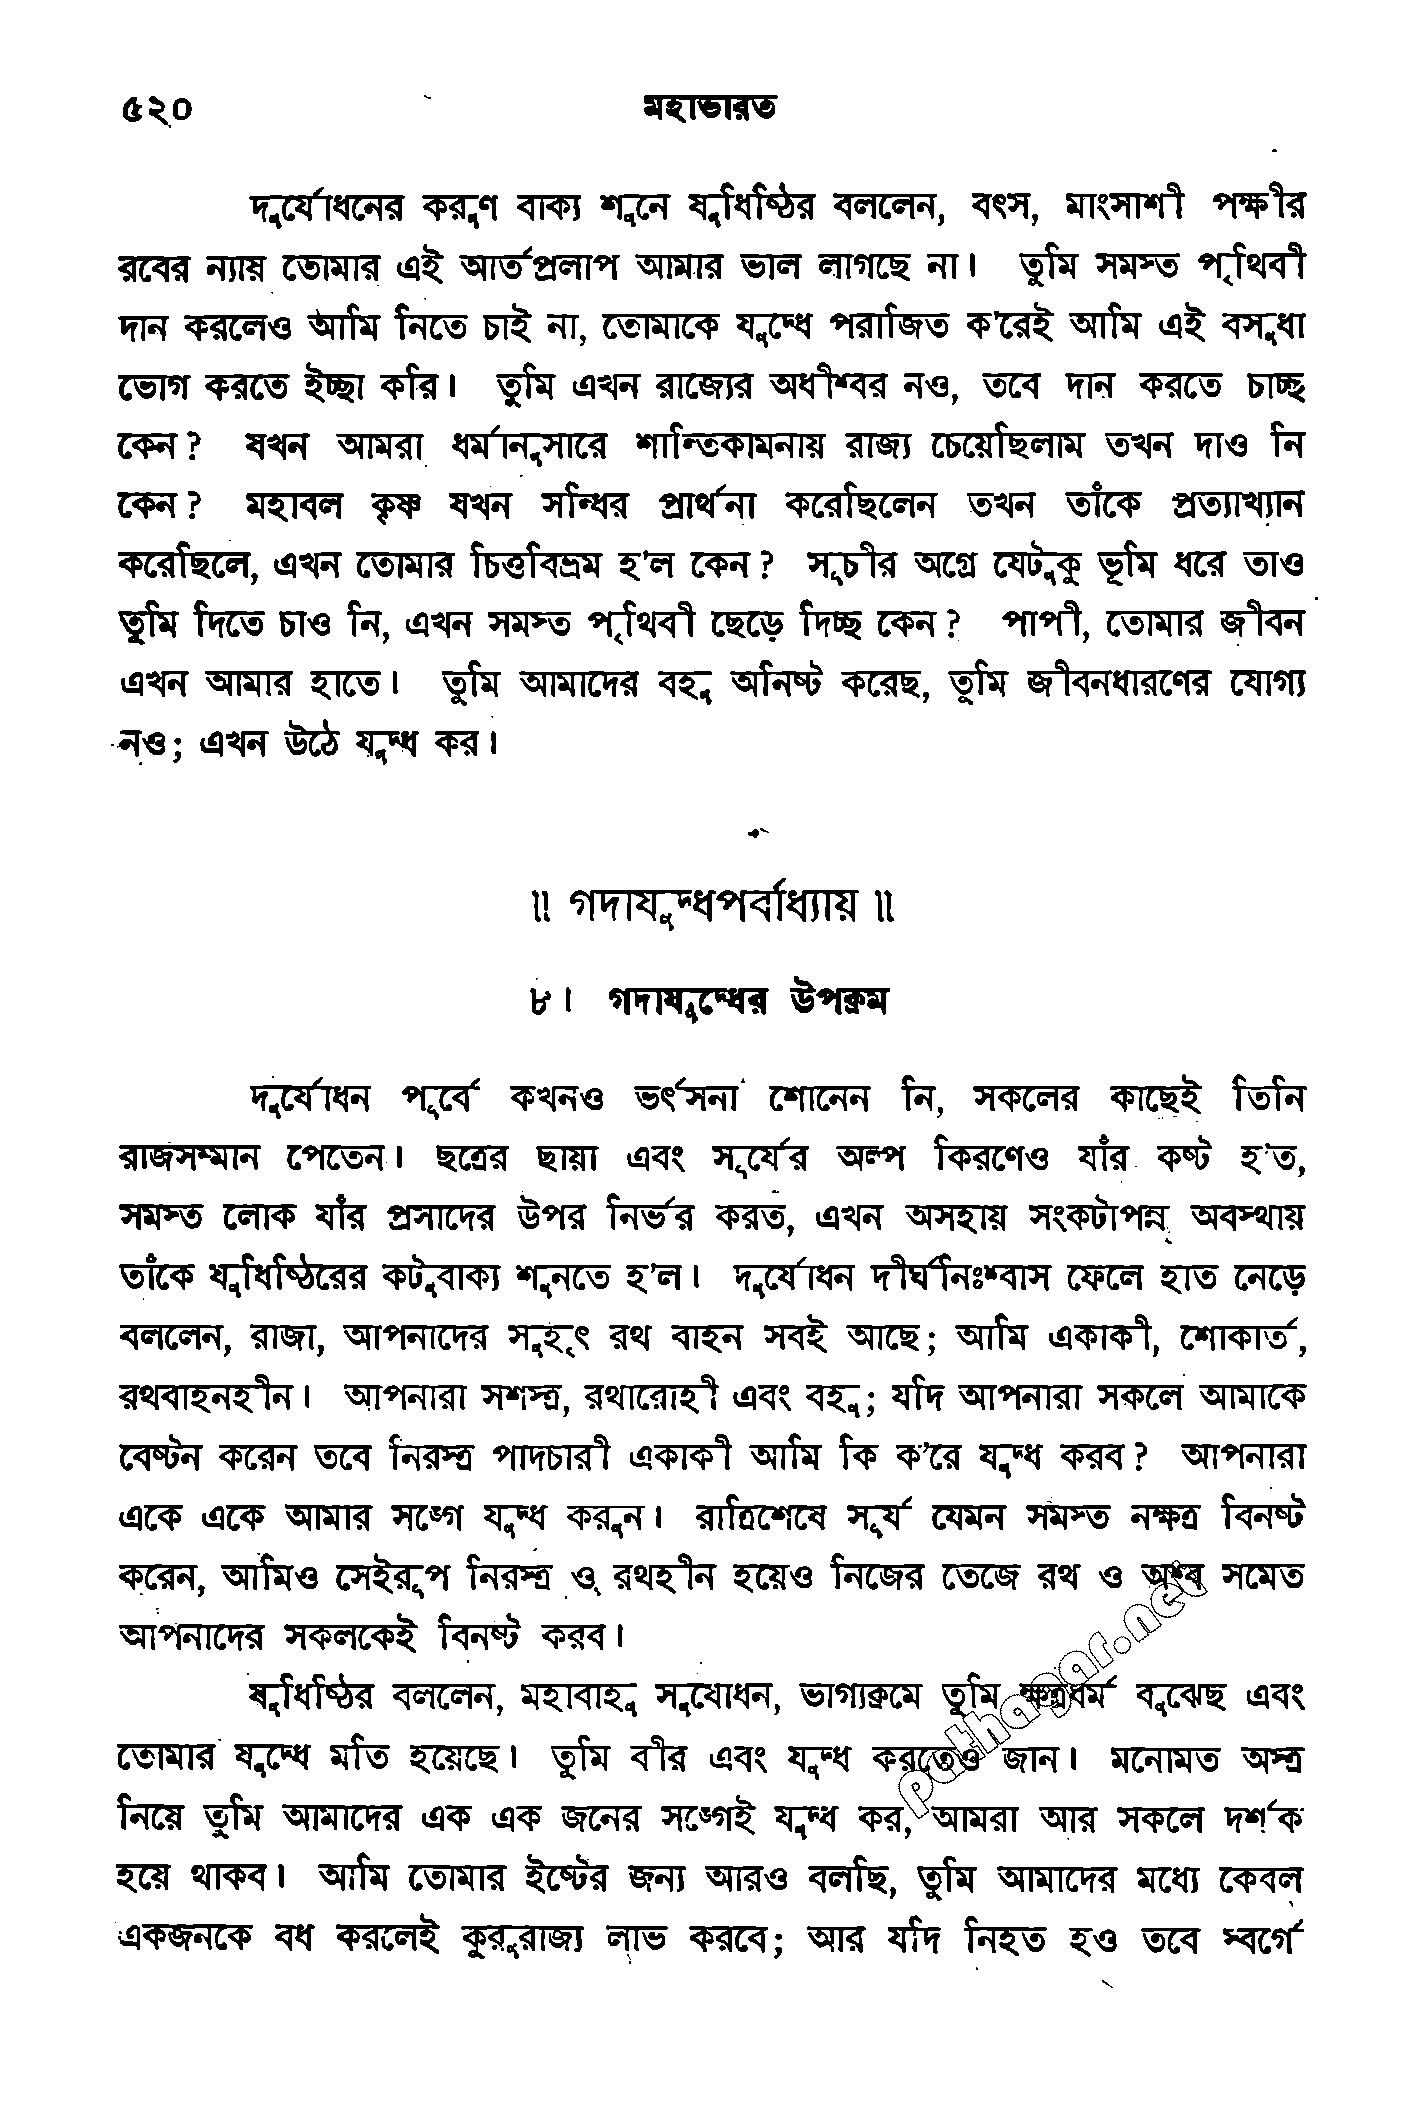 ৫২০ মহাভারত
দুর্যোধনের করুণ বাক্য শুনে যুধিষ্ঠির বললেন, বৎস, মাংসাশী পক্ষীর
রবের ন্যায় তোমার এই আর্তপ্রলাপ আমার ভাল লাগছে না। তুমি সমস্ত পৃথিবী
দান করলেও আমি নিতে চাই না, তোমাকে যুদ্ধে পরাজিত ক'রেই আমি এই বসুধা
ভোগ করতে ইচ্ছা করি। তুমি এখন রাজ্যের অধীশ্বর নও, তবে দান করতে চাচ্ছ
কেন? যখন আমরা ধর্মানুসারে শান্তিকামনায় রাজ্য চেয়েছিলাম তখন দাও নি
কেন? মহাবল কৃষ্ণ যখন সন্ধির প্রার্থনা করেছিলেন তখন তাঁকে প্রত্যাখ্যান
করেছিলে, এখন তোমার চিত্তবিভ্রম হ'ল কেন? সূচীর অগ্রে যেটুকু ভূমি ধরে তাও
তুমি দিতে চাও নি, এখন সমস্ত পৃথিবী ছেড়ে দিচ্ছ কেন? পাপী, তোমার জীবন
এখন আমার হাতে। তুমি আমাদের বহু অনিষ্ট করেছ, তুমি জীবনধারণের যোগ্য
নও; এখন উঠে যুদ্ধ কর।
॥ গদাযুদ্ধপর্বাধ্যায় ॥
৮। গদাযুদ্ধের উপক্রম
দুর্যোধন পূর্বে কখনও ভর্ৎসনা শোনেন নি, সকলের কাছেই তিনি
রাজসম্মান পেতেন। ছত্রের ছায়া এবং সূর্যের অল্প কিরণেও যাঁর কষ্ট হ'ত,
সমস্ত লোক যাঁর প্রসাদের উপর নির্ভর করত, এখন অসহায় সংকটাপন্ন অবস্থায়
তাঁকে যুধিষ্ঠিরের কটুবাক্য শুনতে হ'ল। দুর্যোধন দীর্ঘনিঃশ্বাস ফেলে হাত নেড়ে
বললেন, রাজা, আপনাদের সুহৃৎ রথ বাহন সবই আছে; আমি একাকী, শোকার্ত,
রথবাহনহীন। আপনারা সশস্ত্র, রথারোহী এবং বহু; যদি আপনারা সকলে আমাকে
বেষ্টন করেন তবে নিরস্ত্র পাদচারী একাকী আমি কি ক'রে যুদ্ধ করব? আপনারা
একে একে আমার সঙ্গে যুদ্ধ করুন। রাত্রিশেষে সূর্য যেমন সমস্ত নক্ষত্র বিনষ্ট
করেন, আমিও সেইরূপ নিরস্ত্র ও রথহীন হয়েও নিজের তেজে রথ ও অশ্ব সমেত
আপনাদের সকলকেই বিনষ্ট করব।
যুধিষ্ঠির বললেন, মহাবাহু সুযোধন, ভাগ্যক্রমে তুমি ক্ষত্রধর্ম বুঝেছ এবং
তোমার যুদ্ধে মতি হয়েছে। তুমি বীর এবং যুদ্ধ করতেও জান। মনোমত অস্ত্র
নিয়ে তুমি আমাদের এক এক জনের সঙ্গেই যুদ্ধ কর, আমরা আর সকলে দর্শক
হয়ে থাকব। আমি তোমার ইষ্টের জন্য আরও বলছি, তুমি আমাদের মধ্যে কেবল
একজনকে বধ করলেই কুরুরাজ্য লাভ করবে; আর যদি নিহত হও তবে স্বর্গে
pathagar.net